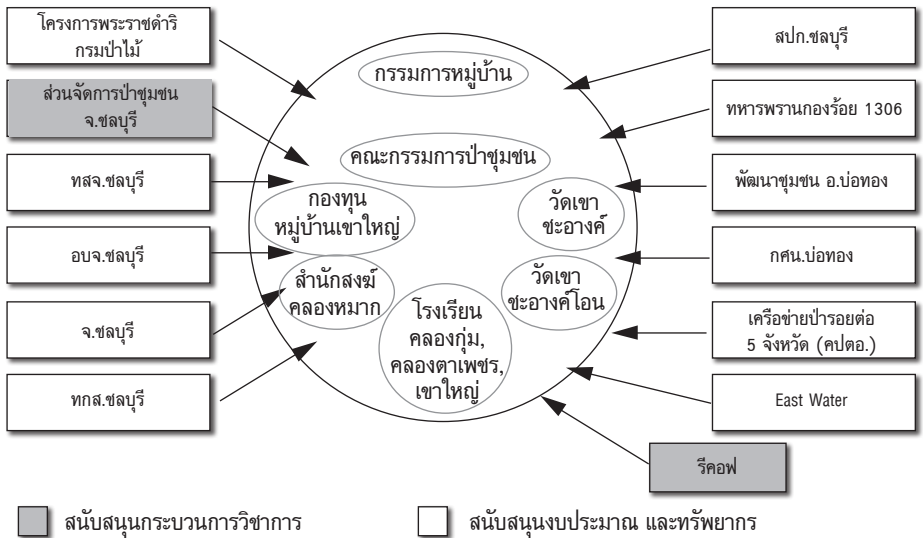 โครงการพระราชดำริ
กรมป่าไม้
ส่วนจัดการป่าชุมชน
จ.ชลบุรี
ทสจ.ชลบุรี
อบจ.ชลบุรี
จ.ชลบุรี
ทกส.ชลบุรี
กรรมการหมู่บ้าน
คณะกรรมการป่าชุมชน
กองทุน
หมู่บ้านเขาใหญ่
วัดเขา
ชะอางค์
สำนักสงฆ์
คลองหมาก
วัดเขา
ชะอางค์โอน
โรงเรียน
คลองกุ่ม,
คลองตาเพชร,
เขาใหญ่
สปก.ชลบุรี
ทหารพรานกองร้อย 1306
พัฒนาชุมชน อ.บ่อทอง
กศน.บ่อทอง
เครือข่ายป่ารอยต่อ
5 จังหวัด (คปตอ.)
East Water
รีคอฟ
สนับสนุนกระบวนการวิชาการ
สนับสนุนงบประมาณ และทรัพยากร